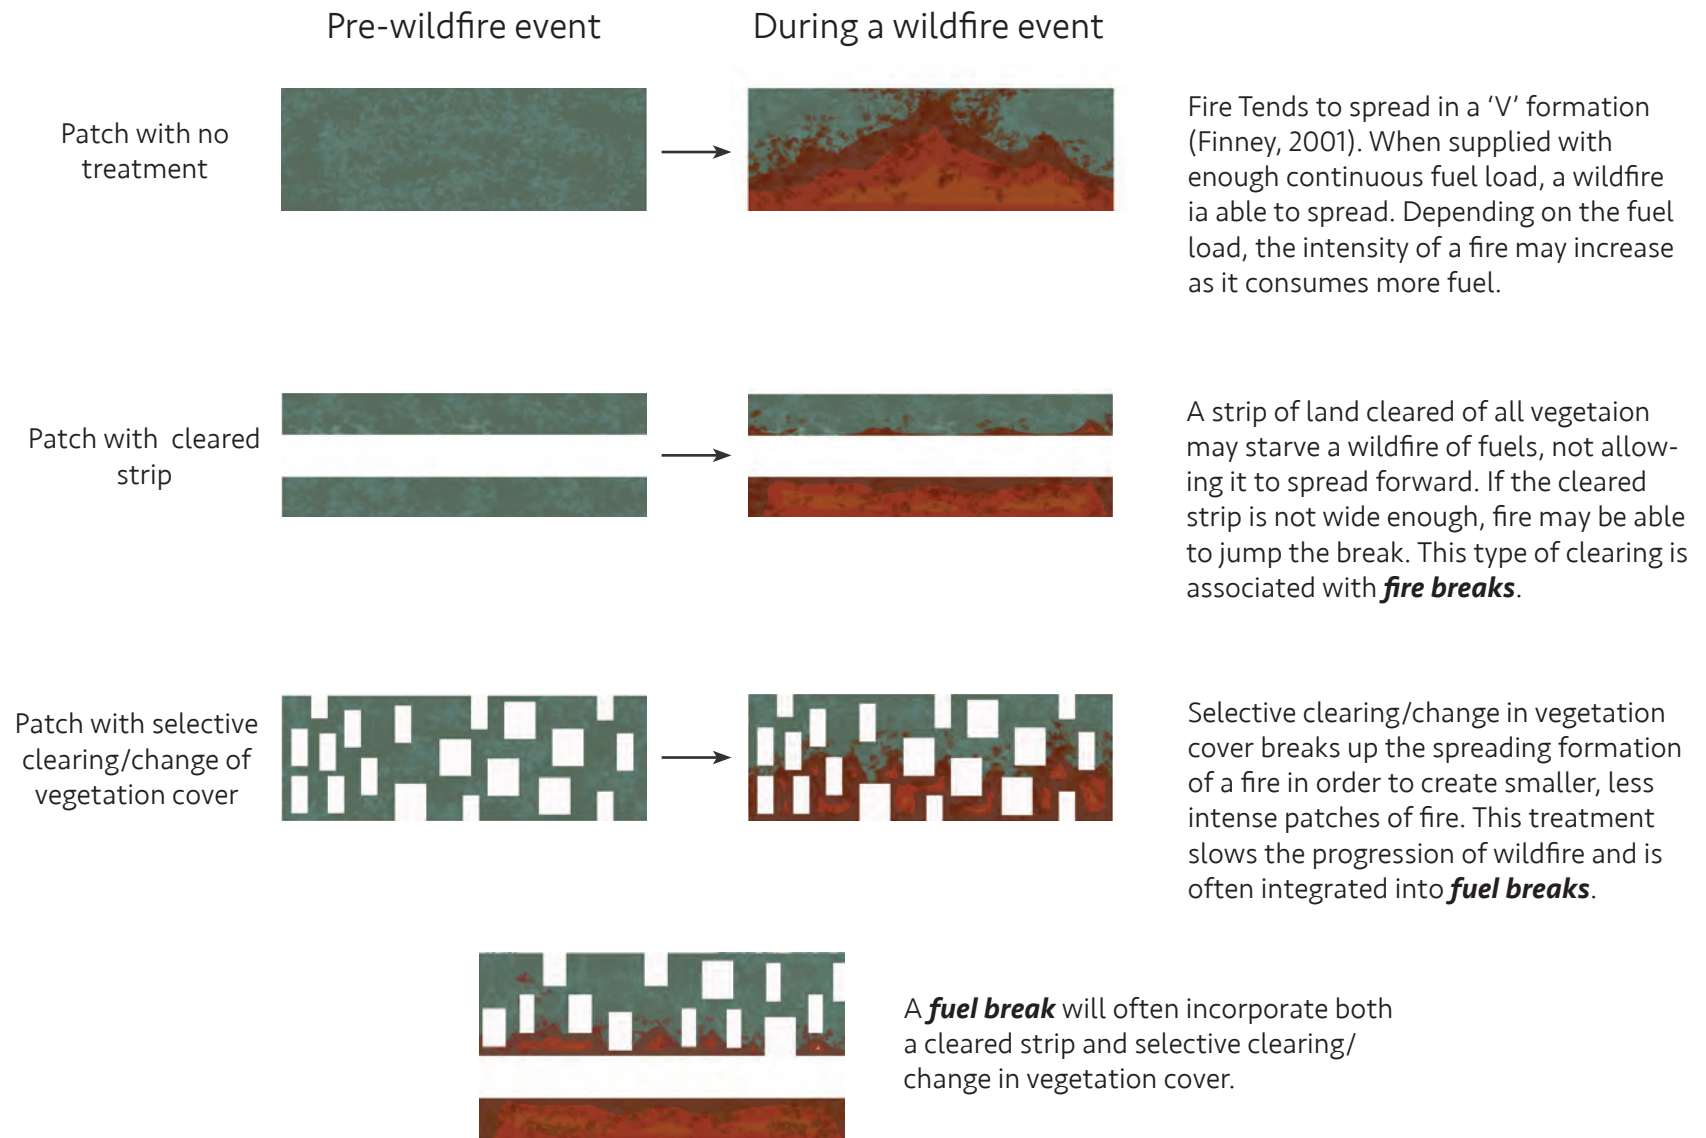 Pre-wildfire event
During a wildfire event
Patch with no
treatment
Fire Tends to spread in a ‘V’ formation
(Finney, 2001). When supplied with
enough continuous fuel load, a wildfire
ia able to spread. Depending on the fuel
load, the intensity of a fire may increase
as it consumes more fuel.
Patch with cleared
strip
A strip of land cleared of all vegetaion
may starve a wildfire of fuels, not allow-
ing it to spread forward. If the cleared
strip is not wide enough, fire may be able
to jump the break. This type of clearing is
associated with fire breaks.
Patch with selective
clearing/change of
vegetation cover
Selective clearing/change in vegetation
cover breaks up the spreading formation
of a fire in order to create smaller, less
intense patches of fire. This treatment
slows the progression of wildfire and is
often integrated into fuel breaks.
A fuel break will often incorporate both
a cleared strip and selective clearing/
change in vegetation cover.